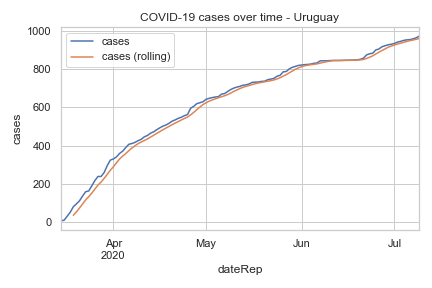 COVID-19 cases over time - Uruguay
cases
cases (rolling)
cases
1000
800
600
400
200
0
Apr
2020
May
Jun
Jul
dateRep